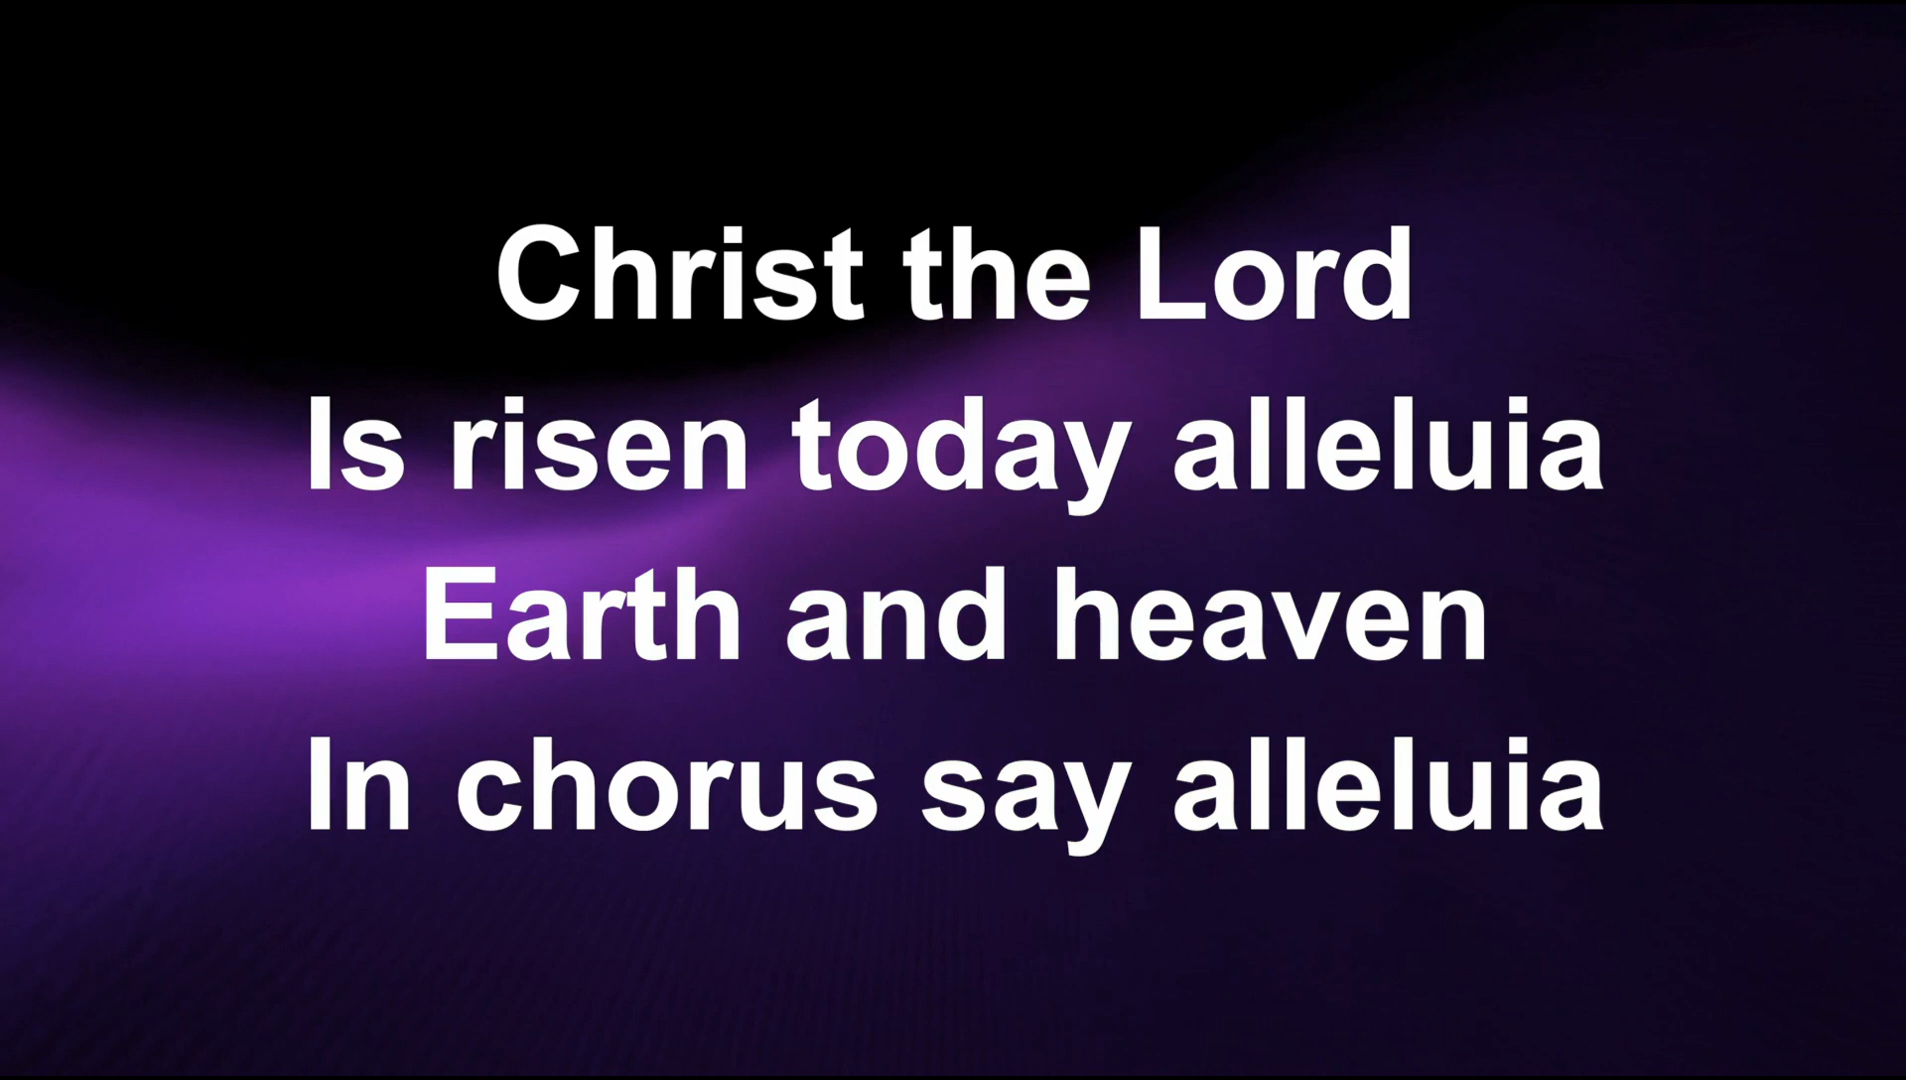 Christ the Lord
Is risen today alleluia
Earth and heaven
In chorus say alleluia